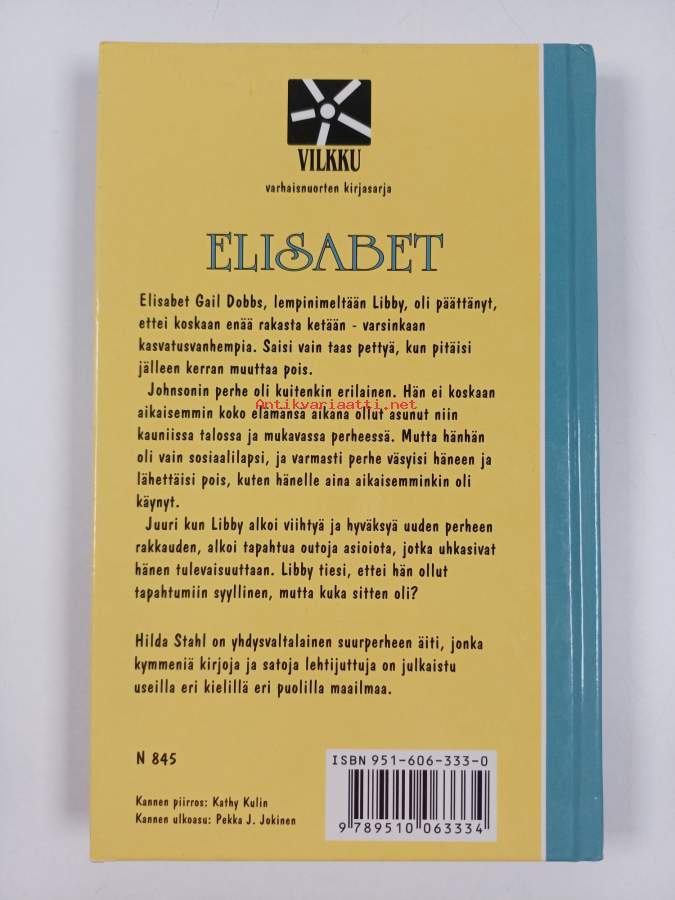 VILKKU
varhaisnuorten kirjasarja
ELISABET
Elisabet Gail Dobbs, lempinimeltään Libby, oli päättänyt,
ettei koskaan enää rakasta ketään - varsinkaan
kasvatusvanhempia. Saisi vain taas pettyä, kun pitäisi
jälleen kerran muuttaa pois.
Johnsonin perhe oli kuitenkin erilainen. Hän ei koskaan
Antikvariaatti.net
aikaisemmin koko elämänsä aikana ollut asunut niin
kauniissa talossa ja mukavassa perheessä. Mutta hänhän
oli vain sosiaalilapsi, ja varmasti perhe väsyisi häneen ja
lähettäisi pois, kuten hänelle aina aikaisemminkin oli
käynyt.
Juuri kun Libby alkoi viihtyä ja hyväksyä uuden perheen
rakkauden, alkoi tapahtua outoja asioiota, jotka uhkasivat
hänen tulevaisuuttaan. Libby tiesi, ettei hän ollut
tapahtumiin syyllinen, mutta kuka sitten oli?
Hilda Stahl on yhdysvaltalainen suurperheen äiti, jonka
kymmeniä kirjoja ja satoja lehtijuttuja on julkaistu
useilla eri kielillä eri puolilla maailmaa.
N 845
ISBN 951-606-333-0
Kannen piirros: Kathy Kulin
Kannen ulkoasu: Pekka J. Jokinen
9 789510 063334